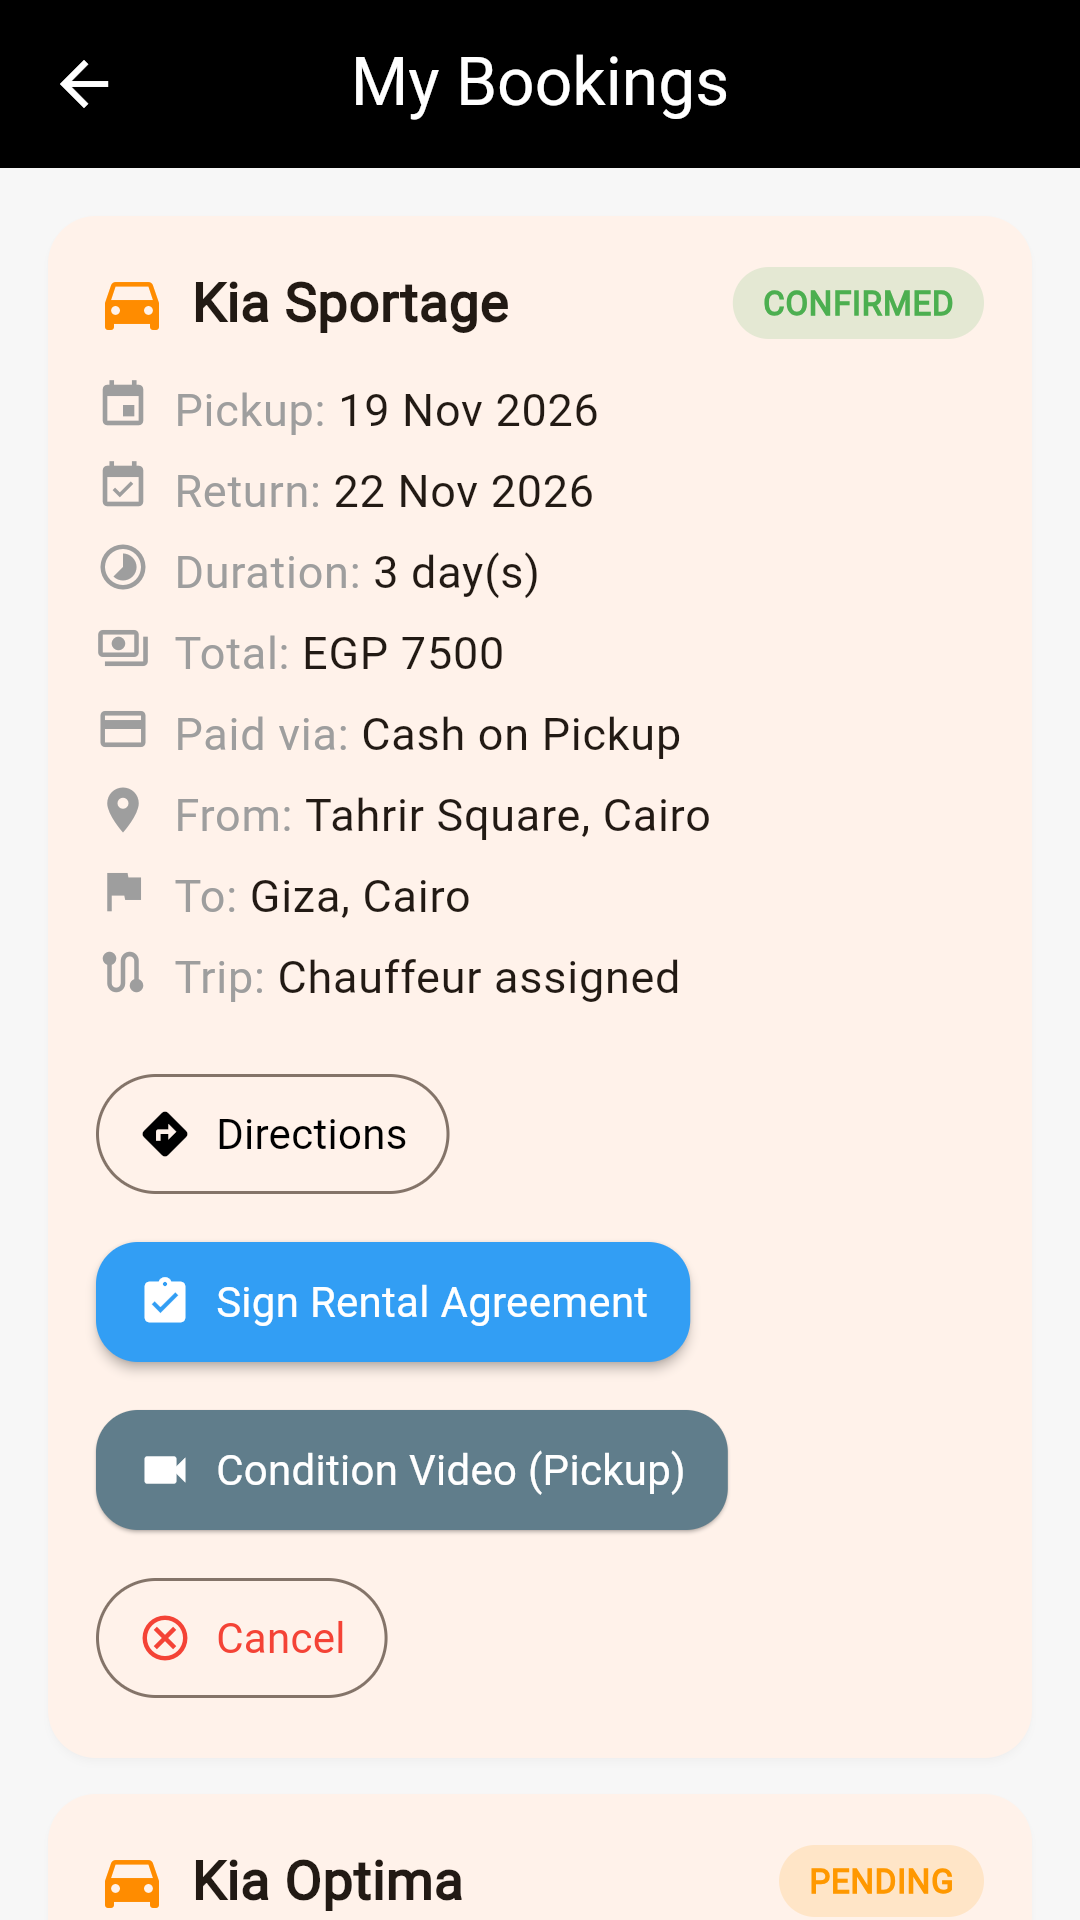 My Bookings
Kia Sportage
CONFIRMED
Pickup: 19 Nov 2026
Return: 22 Nov 2026
Duration: 3 day(s)
Total: EGP 7500
Paid via: Cash on Pickup
From: Tahrir Square, Cairo
To: Giza, Cairo
Trip: Chauffeur assigned
Directions
Sign Rental Agreement
Condition Video (Pickup)
Cancel
Kia Optima
PENDING